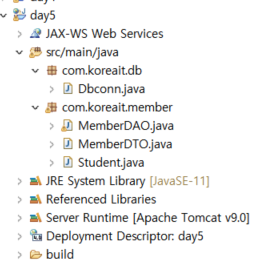 day5
JAX-WS Web Services
src/main/java
com.koreait.db
Dbconn.java
com.koreait.member
MemberDAO.java
MemberDTO.java
Student.java
JRE System Library [JavaSE-11]
Referenced Libraries
Server Runtime [Apache Tomcat v9.0]
Deployment Descriptor: day5
build